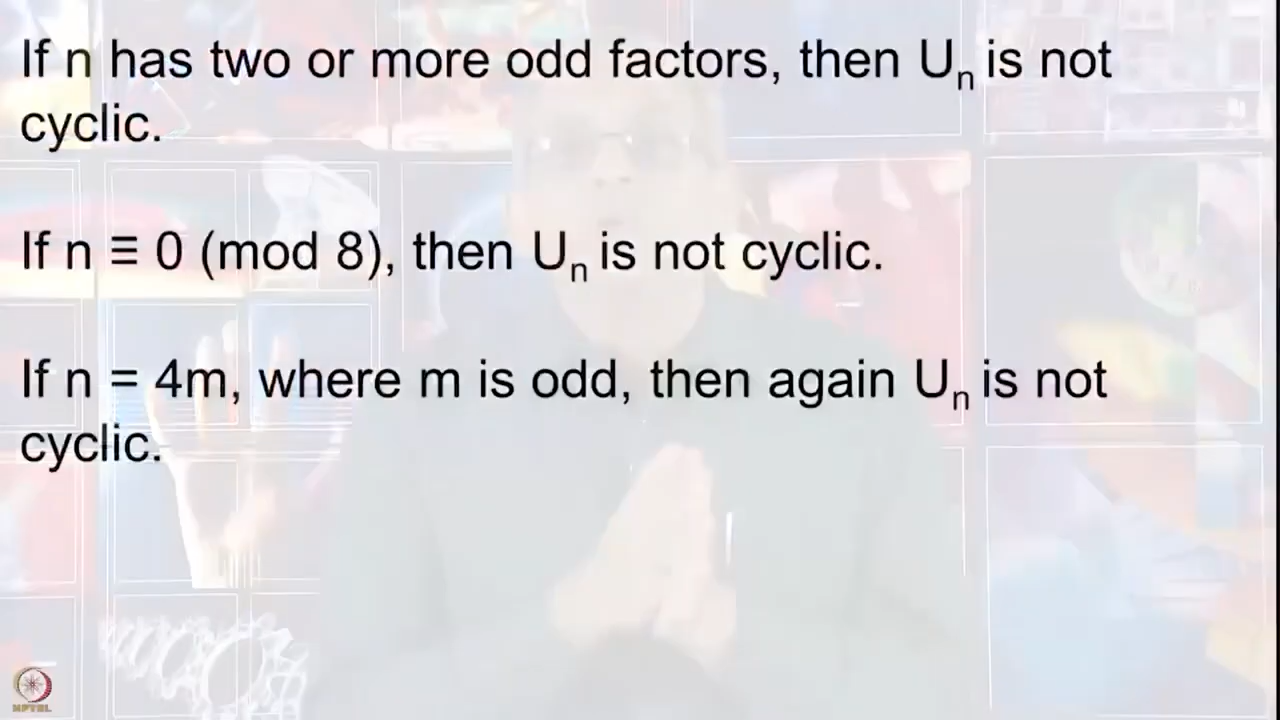 If n has two or more odd factors, then Uₙ is not
cyclic.
If n ≡ 0 (mod 8), then Uₙ is not cyclic.
If n = 4m, where m is odd, then again Uₙ is not
cyclic.
NPTEL